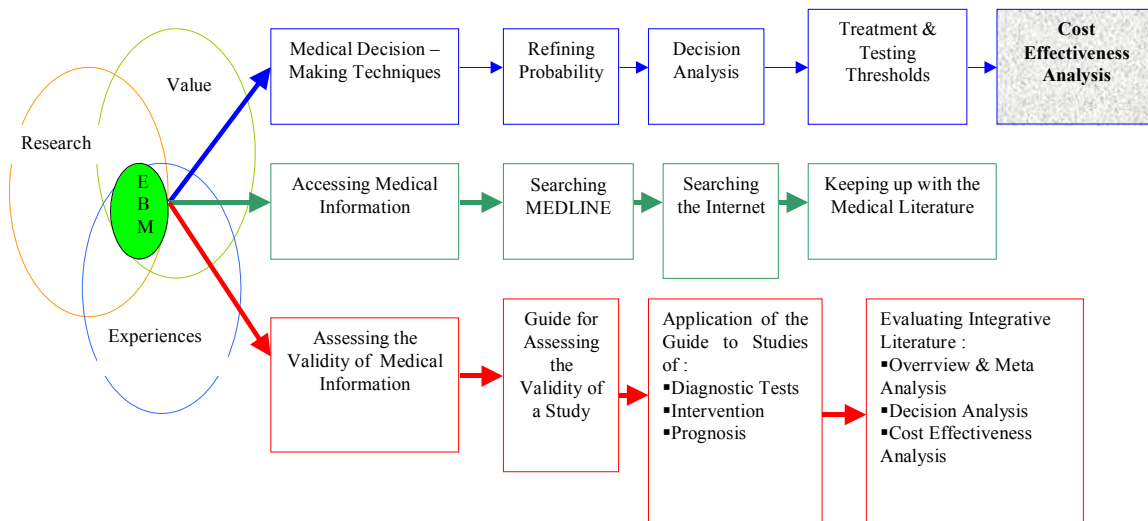 Value
Research
E
B
M
Experiences
Medical Decision –
Making Techniques
Refining
Probability
Decision
Analysis
Treatment &
Testing
Thresholds
Cost
Effectiveness
Analysis
Accessing Medical
Information
Searching
MEDLINE
Searching
the Internet
Keeping up with the
Medical Literature
Assessing the
Validity of Medical
Information
Guide for
Assessing
the
Validity of
a Study
Application of the
Guide to Studies
of :
▪Diagnostic Tests
▪Intervention
▪Prognosis
Evaluating Integrative
Literature :
▪Overrview & Meta
Analysis
▪Decision Analysis
▪Cost Effectiveness
Analysis